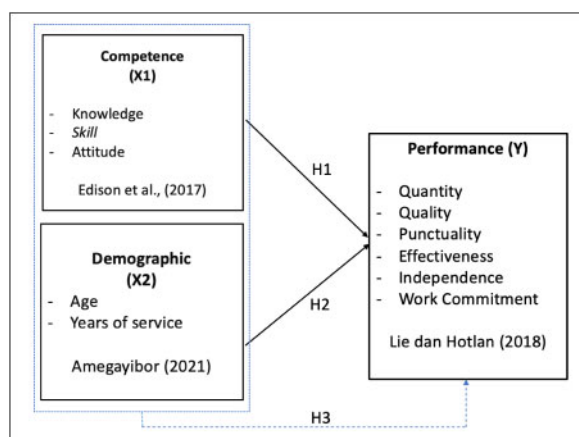 Competence
(X1)
- Knowledge
- Skill
- Attitude
Edison et al., (2017)
Demographic
(X2)
- Age
- Years of service
Amegayibor (2021)
H1
H2
H3
Performance (Y)
- Quantity
- Quality
- Punctuality
- Effectiveness
- Independence
- Work Commitment
Lie dan Hotlan (2018)